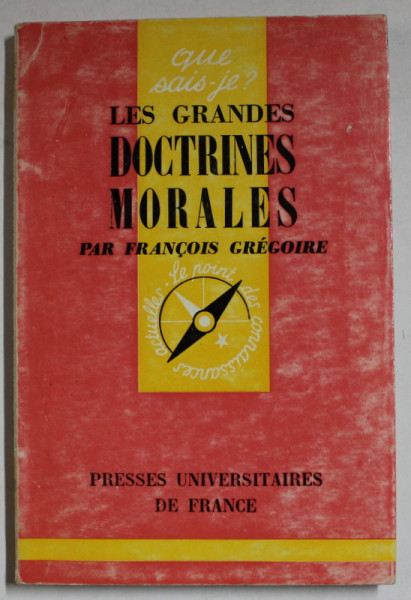 que
sais-je?
LES GRANDES
DOCTRINES
MORALES
PAR FRANÇOIS GRÉGOIRE
Le point des connaissances actuelles.
PRESSES UNIVERSITAIRES
DE FRANCE